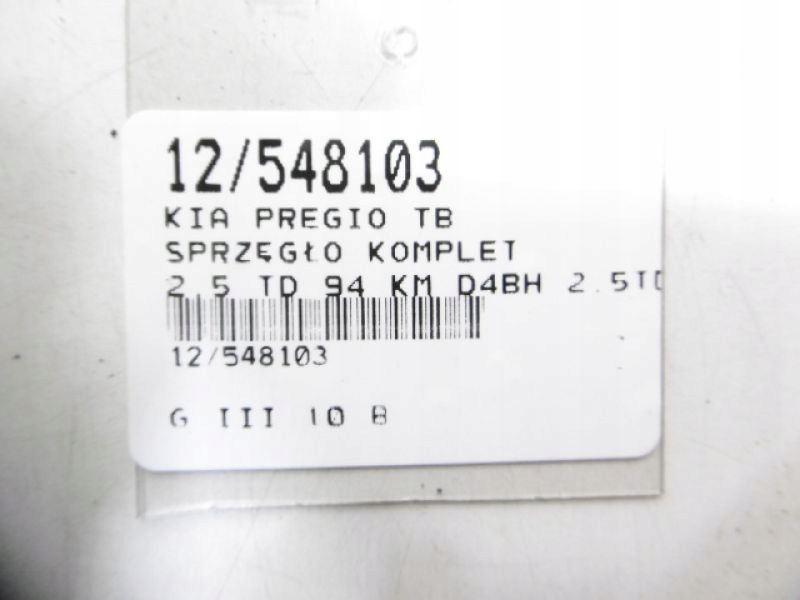 12/548103
KIA PREGIO TB
SPRZĘGŁO KOMPLET
2.5 TD 94 KM D4BH 2.5TD
12/548103
G III 10 B